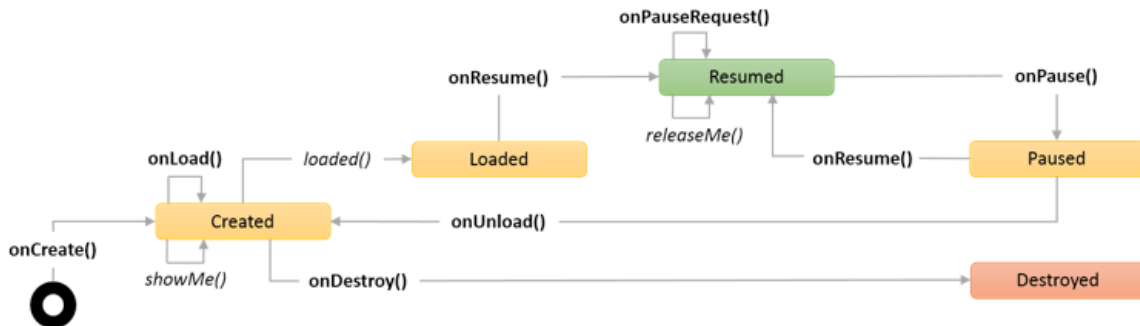 onPauseRequest()
onResume()
Resumed
onPause()
releaseMe()
onLoad()
loaded()
Loaded
onResume()
Paused
Created
onUnload()
onCreate()
showMe()
onDestroy()
Destroyed